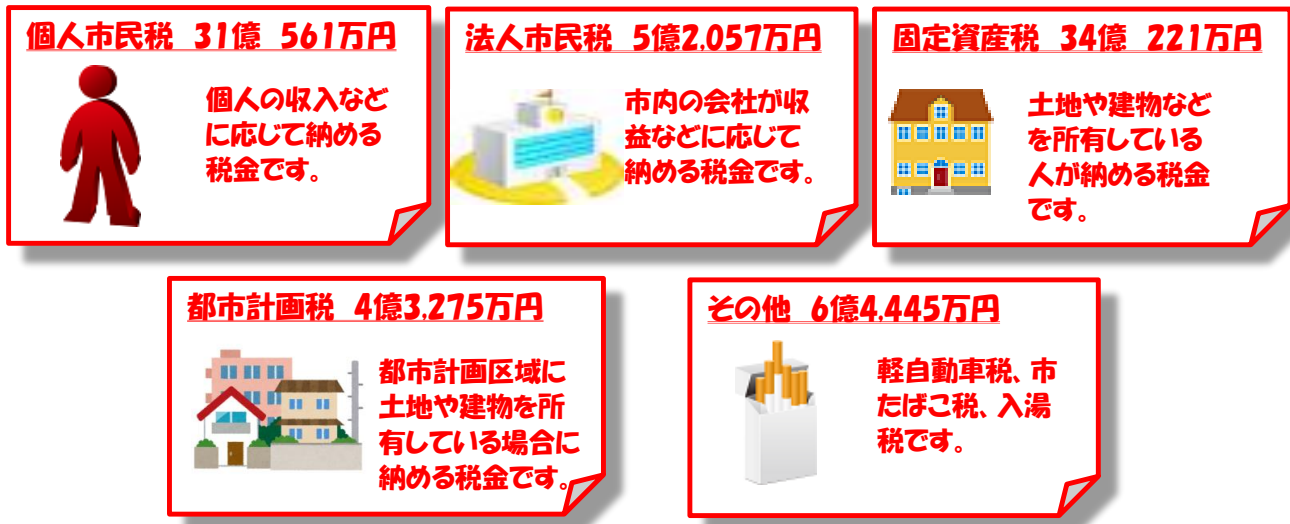 個人市民税 31億 561万円
個人の収入など
に応じて納める
税金です。
法人市民税 5億2,057万円
市内の会社が収
益などに応じて
納める税金です。
固定資産税 34億 221万円
土地や建物など
を所有している
人が納める税金
です。
都市計画税 4億3,275万円
都市計画区域に
土地や建物を所
有している場合に
納める税金です。
その他 6億4,445万円
軽自動車税、市
たばこ税、入湯
税です。